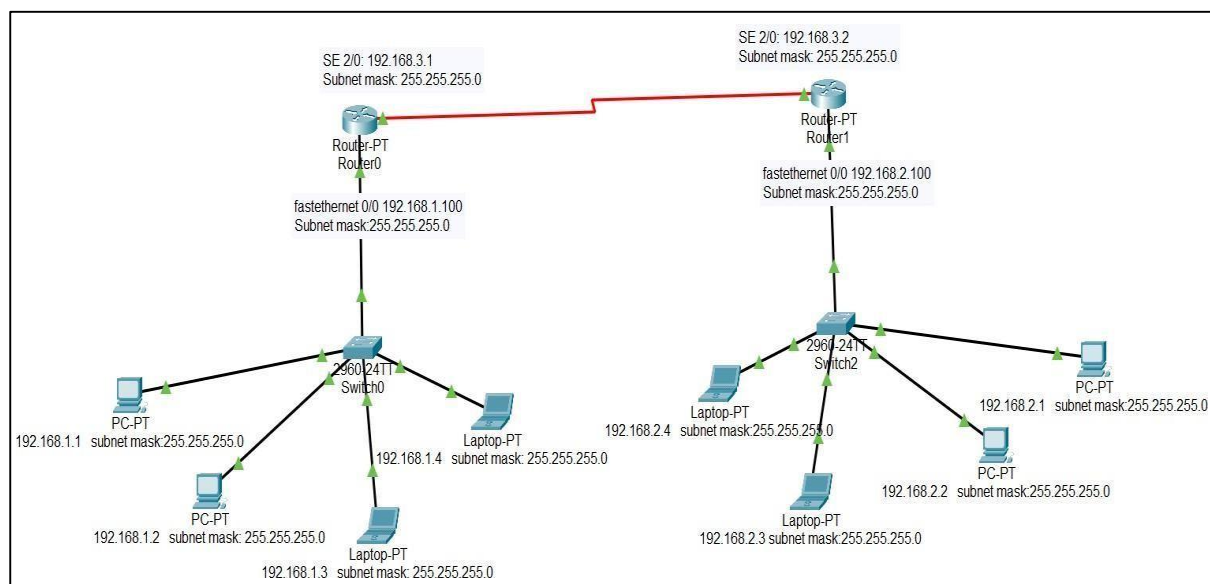 SE 2/0: 192.168.3.1
Subnet mask: 255.255.255.0
SE 2/0: 192.168.3.2
Subnet mask: 255.255.255.0
Router-PT
Router0
Router-PT
Router1
fastethernet 0/0 192.168.1.100
Subnet mask:255.255.255.0
fastethernet 0/0 192.168.2.100
Subnet mask:255.255.255.0
2960-24TT
Switch0
2960-24TT
Switch2
PC-PT
192.168.1.1 subnet mask:255.255.255.0
Laptop-PT
192.168.1.4 subnet mask: 255.255.255.0
PC-PT
192.168.1.2 subnet mask: 255.255.255.0
Laptop-PT
192.168.1.3 subnet mask: 255.255.255.0
Laptop-PT
192.168.2.4 subnet mask:255.255.255.0
PC-PT
192.168.2.1 subnet mask:255.255.255.0
PC-PT
192.168.2.2 subnet mask:255.255.255.0
Laptop-PT
192.168.2.3 subnet mask:255.255.255.0